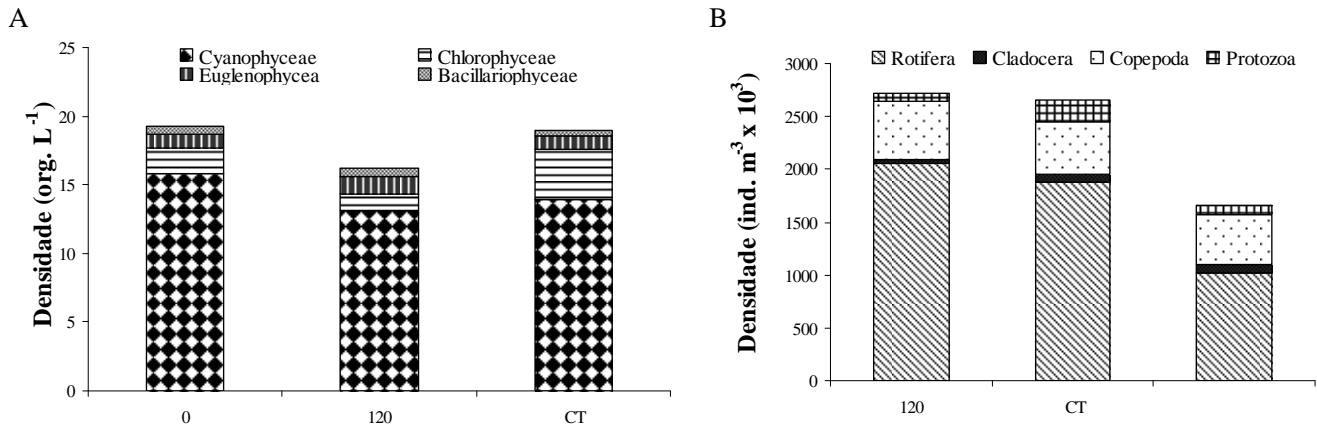 A
Cyanophyceae Chlorophyceae
Euglenophycea Bacillariophyceae
Densidade (org. L⁻¹)
25
20
15
10
5
0
0 120 CT
B
Rotifera Cladocera Copepoda Protozoa
Densidade (ind. m⁻³ x 10³)
3000
2500
2000
1500
1000
500
0
120 CT